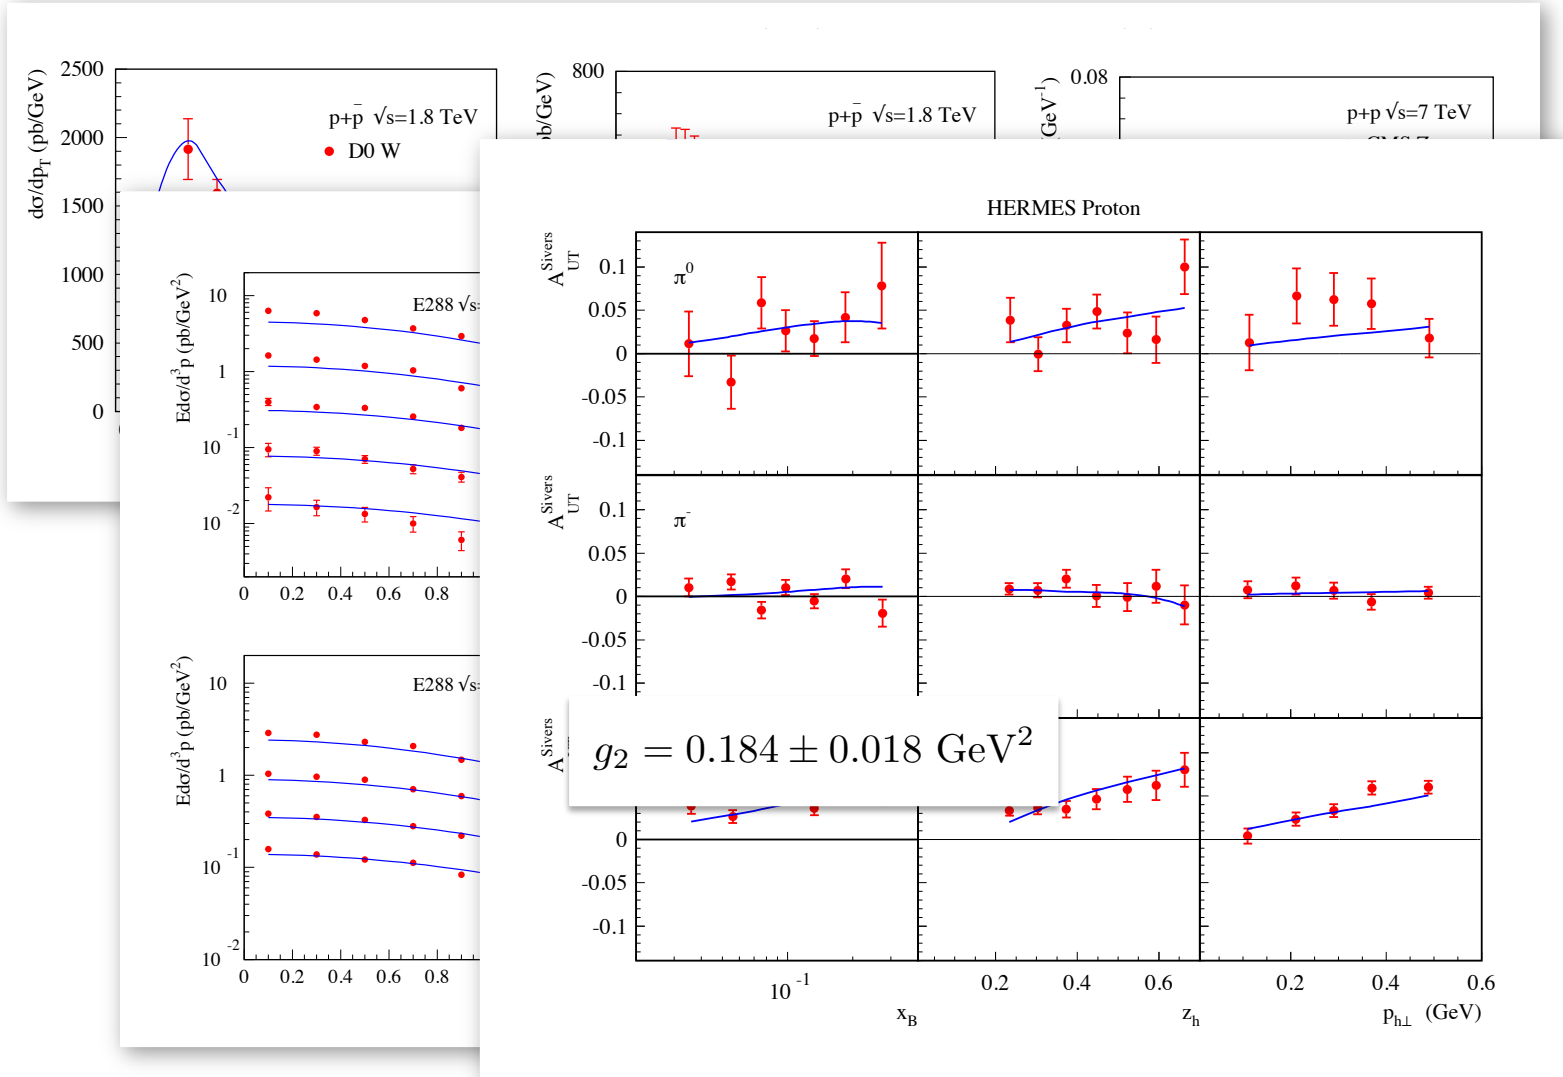 2500
2000
1500
1000
500
0
dσ/dp_T (pb/GeV)
p+p̄ √s=1.8 TeV
D0 W
800
pb/GeV)
p+p̄ √s=1.8 TeV
0.08
(GeV⁻¹)
p+p √s=7 TeV
E288 √s=
Edσ/d³p (pb/GeV²)
10
1
10⁻¹
10⁻²
0 0.2 0.4 0.6 0.8
E288 √s=
Edσ/d³p (pb/GeV²)
10
1
10⁻¹
10⁻²
0 0.2 0.4 0.6 0.8
HERMES Proton
A_UT^Sivers
π⁰
0.1
0.05
0
-0.05
-0.1
A_UT^Sivers
π⁻
0.1
0.05
0
-0.05
-0.1
Sivers
A
g₂ = 0.184 ± 0.018 GeV²
0
-0.05
-0.1
10⁻¹
0.2 0.4 0.6
0.2 0.4 0.6
x_B
z_h
p_h⊥ (GeV)